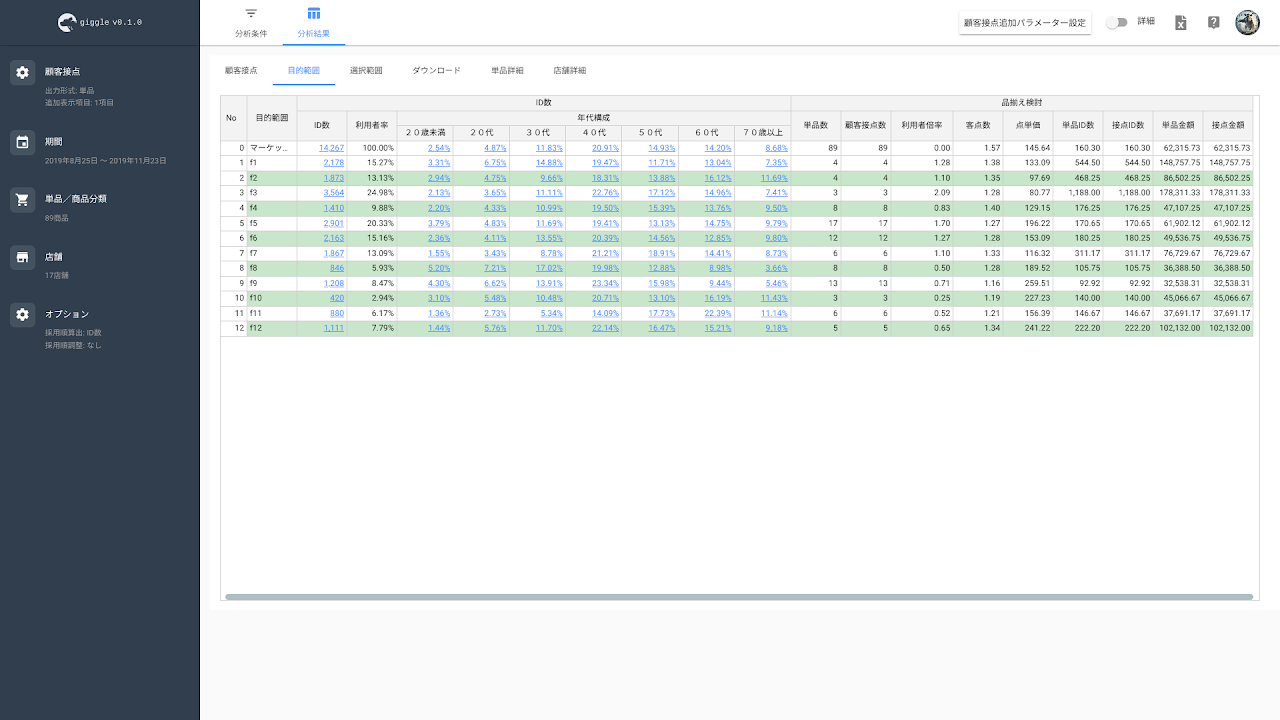 giggle v0.1.0
分析条件
分析結果
顧客接点追加パラメーター設定
詳細
顧客接点
出力形式: 単品
追加表示項目: 1項目
期間
2019年8月25日 〜 2019年11月23日
単品／商品分類
89商品
店舗
17店舗
オプション
採用順算出: ID数
採用順調整: なし
顧客接点 目的範囲 選択範囲 ダウンロード 単品詳細 店舗詳細
No 目的範囲 ID数 品揃え検討
ID数 利用者率 年代構成 単品数 顧客接点数 利用者倍率 客点数 点単価 単品ID数 接点ID数 単品金額 接点金額
２０歳未満 ２０代 ３０代 ４０代 ５０代 ６０代 ７０歳以上
0 マーケッ... 14,267 100.00% 2.54% 4.87% 11.83% 20.91% 14.93% 14.20% 8.68% 89 89 0.00 1.57 145.64 160.30 160.30 62,315.73 62,315.73
1 f1 2,178 15.27% 3.31% 6.75% 14.88% 19.47% 11.71% 13.04% 7.35% 4 4 1.28 1.38 133.09 544.50 544.50 148,757.73 148,757.75
2 f2 1,873 13.13% 2.94% 4.75% 9.66% 18.31% 13.88% 16.12% 11.69% 4 4 1.10 1.35 97.69 468.25 468.25 86,502.25 86,502.25
3 f3 3,564 24.98% 2.13% 3.65% 11.11% 22.76% 17.12% 14.96% 7.41% 3 3 2.09 1.28 80.77 1,188.00 1,188.00 178,311.33 178,311.33
4 f4 1,410 9.88% 2.20% 4.33% 10.99% 19.50% 15.39% 13.76% 9.50% 8 8 0.83 1.40 129.15 176.25 176.25 47,107.25 47,107.25
5 f5 2,901 20.33% 3.79% 4.83% 11.69% 19.41% 13.13% 14.75% 9.79% 17 17 1.70 1.27 196.22 170.65 170.65 61,902.12 61,902.12
6 f6 2,163 15.16% 2.36% 4.11% 13.55% 20.39% 14.56% 12.85% 9.80% 12 12 1.27 1.28 153.09 180.25 180.25 49,536.75 49,536.75
7 f7 1,867 13.09% 1.55% 3.43% 8.78% 21.21% 18.91% 14.41% 8.73% 6 6 1.10 1.33 116.32 311.17 311.17 76,729.67 76,729.67
8 f8 846 5.93% 5.20% 7.21% 17.02% 19.98% 12.88% 8.98% 3.66% 8 8 0.50 1.28 189.52 105.75 105.75 36,388.50 36,388.50
9 f9 1,208 8.47% 4.30% 6.62% 13.91% 23.34% 15.98% 9.44% 5.46% 13 13 0.71 1.16 259.51 92.92 92.92 32,538.31 32,538.31
10 f10 420 2.94% 3.10% 5.48% 10.48% 20.71% 13.10% 16.19% 11.43% 3 3 0.25 1.19 227.23 140.00 140.00 45,066.67 45,066.67
11 f11 880 6.17% 1.36% 2.73% 5.34% 14.09% 17.73% 22.39% 11.14% 6 6 0.52 1.21 156.39 146.67 146.67 37,691.17 37,691.17
12 f12 1,111 7.79% 1.44% 5.76% 11.70% 22.14% 16.47% 15.21% 9.18% 5 5 0.65 1.34 241.22 222.20 222.20 102,132.00 102,132.00